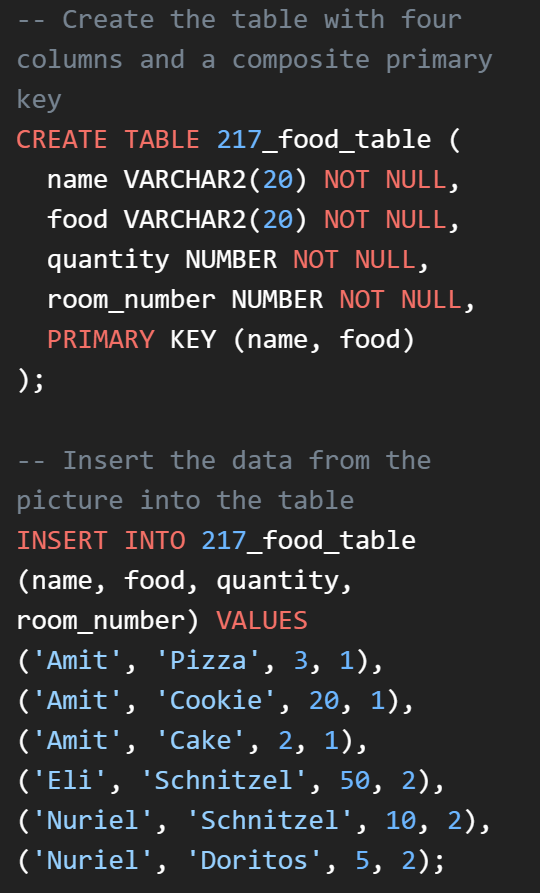 -- Create the table with four
columns and a composite primary
key
CREATE TABLE 217_food_table (
  name VARCHAR2(20) NOT NULL,
  food VARCHAR2(20) NOT NULL,
  quantity NUMBER NOT NULL,
  room_number NUMBER NOT NULL,
  PRIMARY KEY (name, food)
);

-- Insert the data from the
picture into the table
INSERT INTO 217_food_table
(name, food, quantity,
room_number) VALUES
('Amit', 'Pizza', 3, 1),
('Amit', 'Cookie', 20, 1),
('Amit', 'Cake', 2, 1),
('Eli', 'Schnitzel', 50, 2),
('Nuriel', 'Schnitzel', 10, 2),
('Nuriel', 'Doritos', 5, 2);